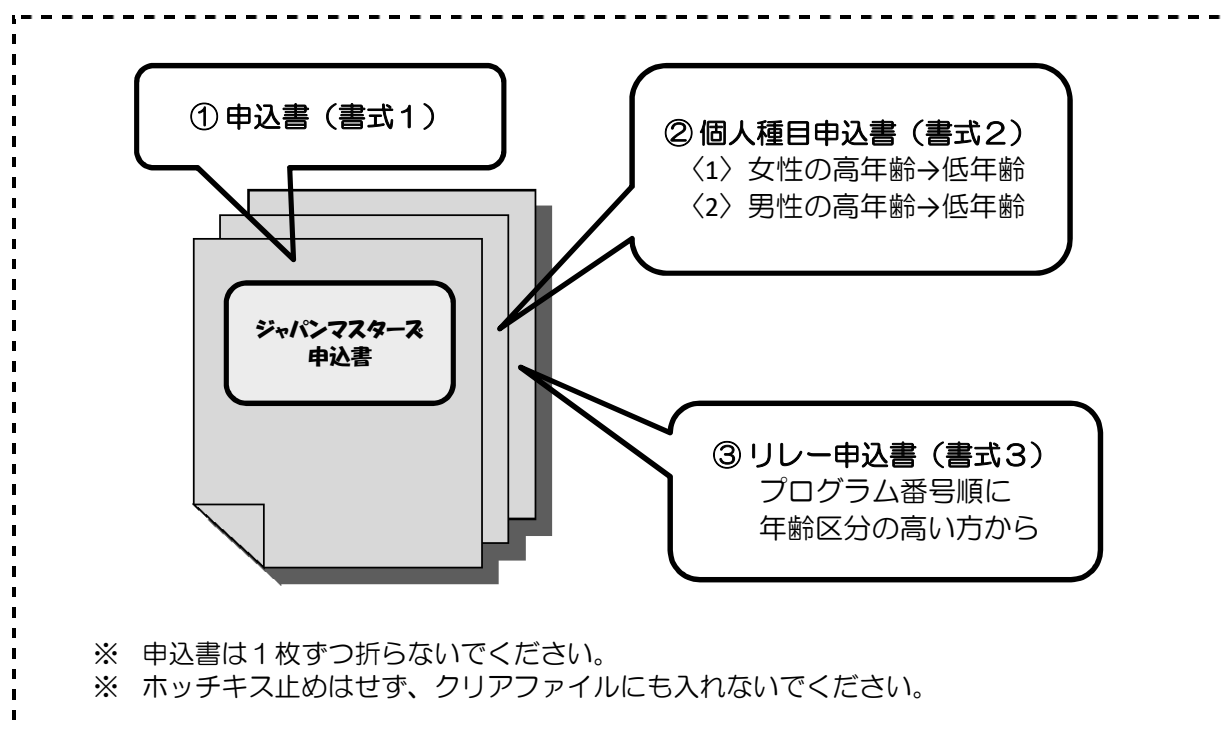 ① 申込書（書式１）
② 個人種目申込書（書式２）
〈1〉女性の高年齢→低年齢
〈2〉男性の高年齢→低年齢
ジャパンマスターズ
申込書
③ リレー申込書（書式３）
プログラム番号順に
年齢区分の高い方から
※　申込書は１枚ずつ折らないでください。
※　ホッチキス止めはせず、クリアファイルにも入れないでください。